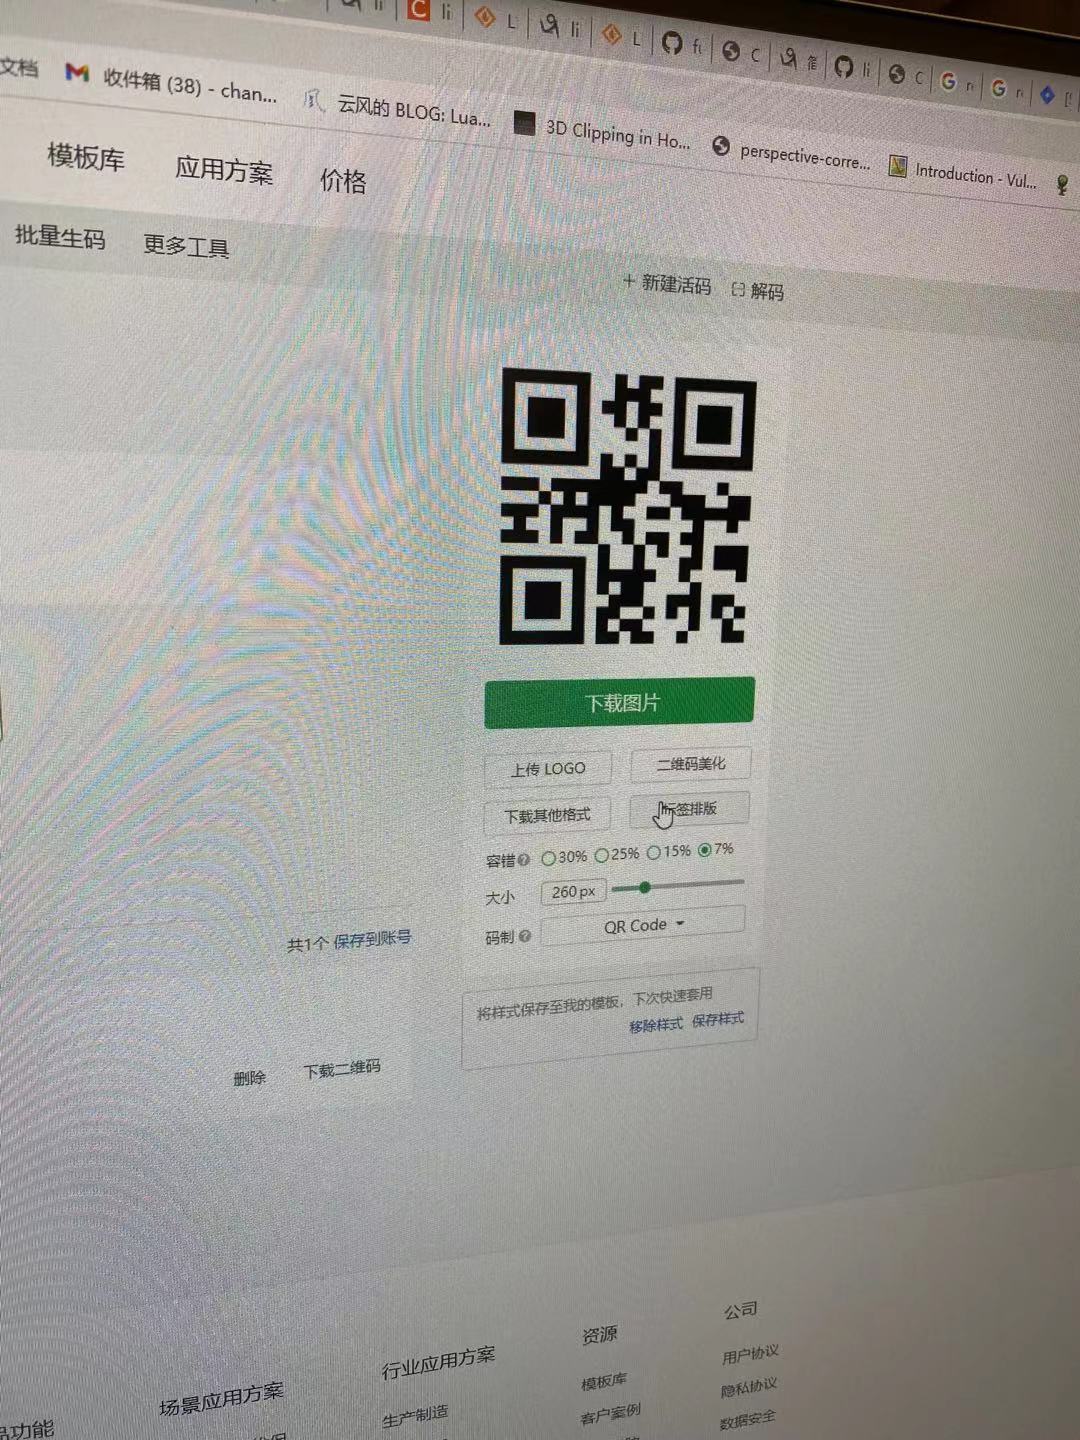 li
li
L
li
L
C
li
C
文档
收件箱 (38) - chan...
云风的 BLOG: Lua...
3D Clipping in Ho...
perspective-corre...
Introduction - Vul...
模板库
应用方案
价格
批量生码
更多工具
+ 新建活码
解码
下载图片
上传 LOGO
二维码美化
下载其他格式
签排版
容错 30% 25% 15% 7%
大小 260 px
码制 QR Code
共1个 保存到账号
将样式保存至我的模板，下次快速套用
移除样式 保存样式
删除
下载二维码
公司
资源
用户协议
行业应用方案
模板库
隐私协议
场景应用方案
生产制造
客户案例
数据安全
功能